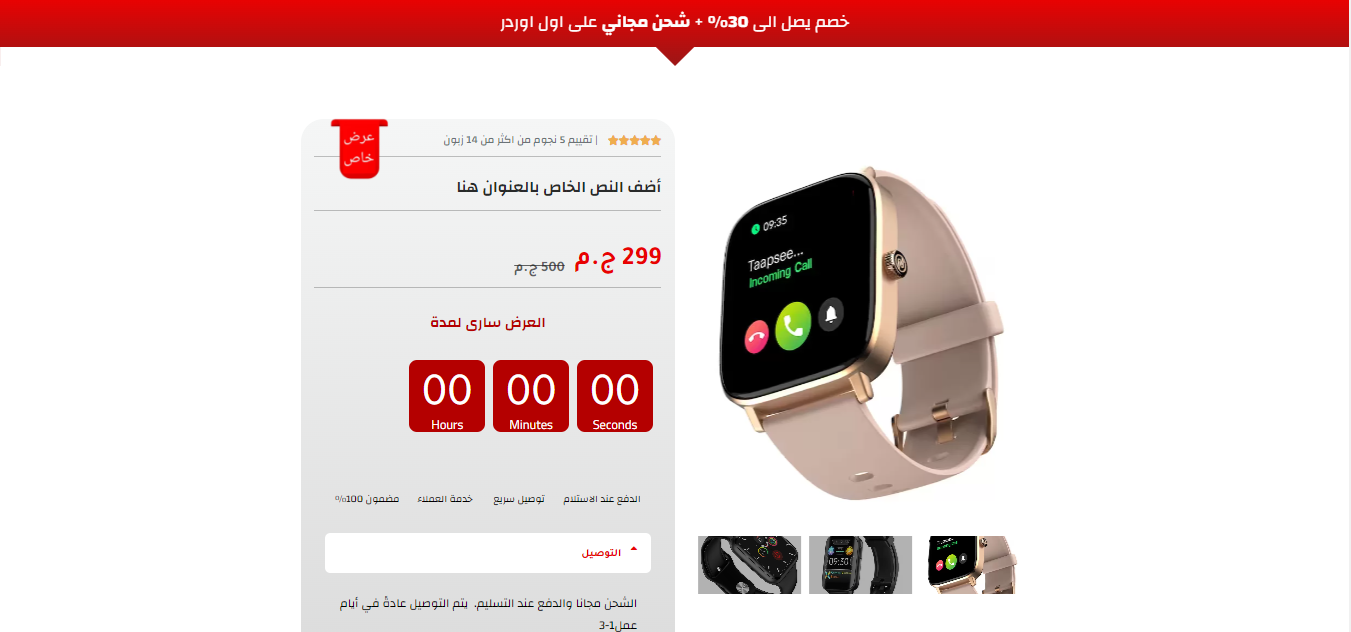 خصم يصل الى 30% + شحن مجاني على اول اوردر
عرض
خاص
| تقييم 5 نجوم من اكثر من 14 زبون
أضف النص الخاص بالعنوان هنا
299 ج.م 500 ج.م
العرض سارى لمدة
00 00 00
Hours Minutes Seconds
الدفع عند الاستلام توصيل سريع خدمة العملاء مضمون 100%
التوصيل
الشحن مجانا والدفع عند التسليم. يتم التوصيل عادةً في أيام
عمل1-3
09:35
Taapsee...
Incoming Call
09:30